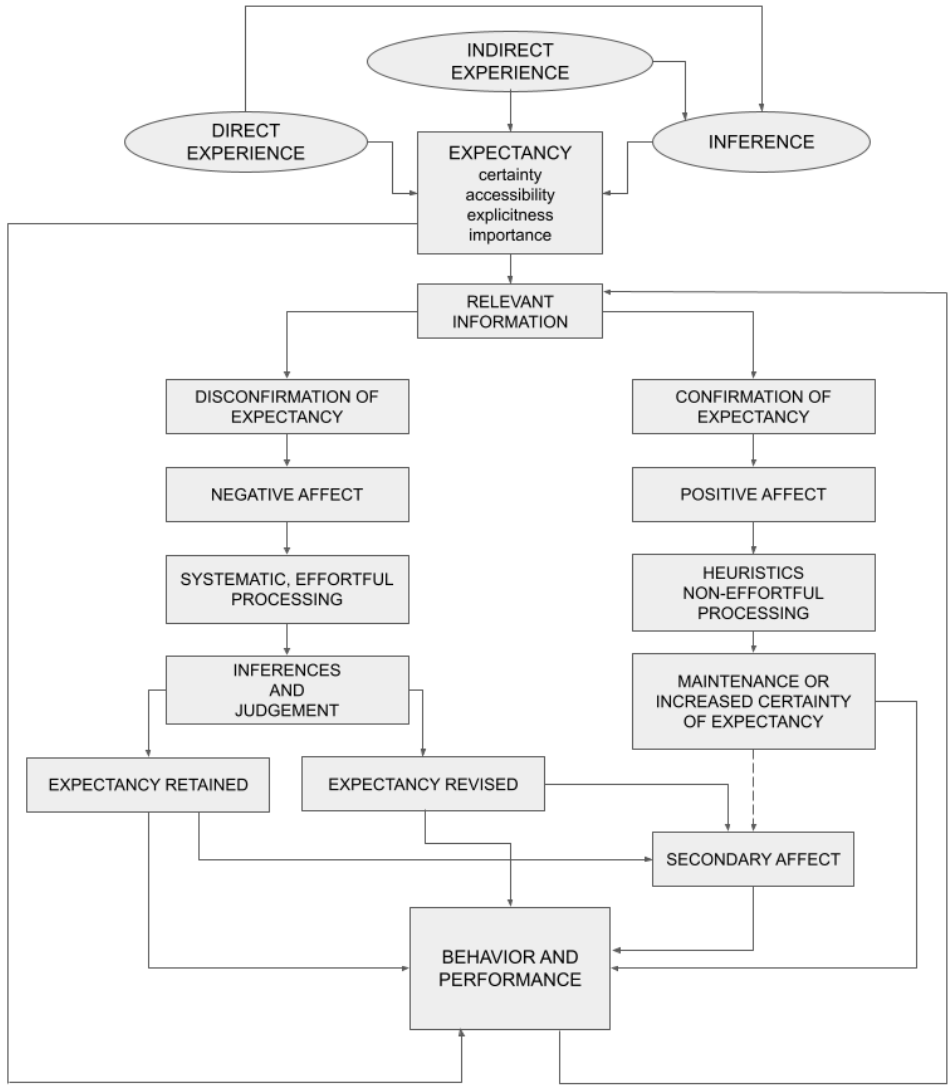 INDIRECT
EXPERIENCE
DIRECT
EXPERIENCE
INFERENCE
EXPECTANCY
certainty
accessibility
explicitness
importance
RELEVANT
INFORMATION
DISCONFIRMATION OF
EXPECTANCY
CONFIRMATION OF
EXPECTANCY
NEGATIVE AFFECT
POSITIVE AFFECT
SYSTEMATIC, EFFORTFUL
PROCESSING
HEURISTICS
NON-EFFORTFUL
PROCESSING
INFERENCES
AND
JUDGEMENT
MAINTENANCE OR
INCREASED CERTAINTY
OF EXPECTANCY
EXPECTANCY RETAINED
EXPECTANCY REVISED
SECONDARY AFFECT
BEHAVIOR AND
PERFORMANCE